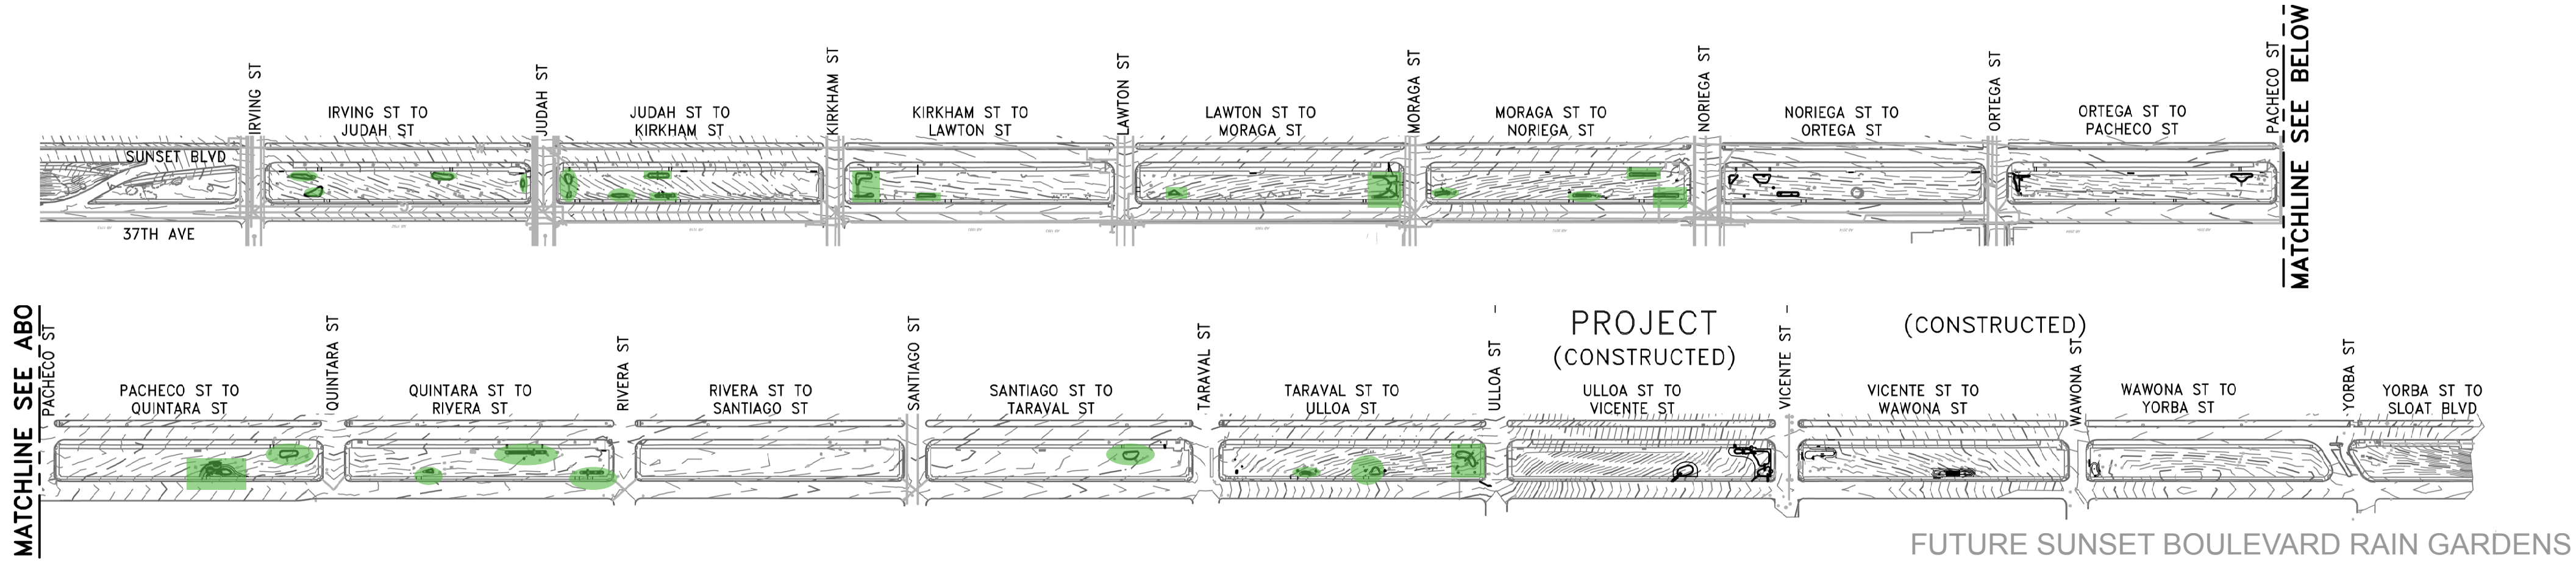 IRVING ST
JUDAH ST
KIRKHAM ST
LAWTON ST
MORAGA ST
NORIEGA ST
ORTEGA ST
PACHECO ST
MATCHLINE SEE BELOW
IRVING ST TO
JUDAH ST
JUDAH ST TO
KIRKHAM ST
KIRKHAM ST TO
LAWTON ST
LAWTON ST TO
MORAGA ST
MORAGA ST TO
NORIEGA ST
NORIEGA ST TO
ORTEGA ST
ORTEGA ST TO
PACHECO ST
SUNSET BLVD
37TH AVE
MATCHLINE SEE ABO
PACHECO ST
QUINTARA ST
RIVERA ST
SANTIAGO ST
TARAVAL ST
ULLOA ST
PROJECT
(CONSTRUCTED)
VICENTE ST
(CONSTRUCTED)
WAWONA ST
YORBA ST
PACHECO ST TO
QUINTARA ST
QUINTARA ST TO
RIVERA ST
RIVERA ST TO
SANTIAGO ST
SANTIAGO ST TO
TARAVAL ST
TARAVAL ST TO
ULLOA ST
ULLOA ST TO
VICENTE ST
VICENTE ST TO
WAWONA ST
WAWONA ST TO
YORBA ST
YORBA ST TO
SLOAT BLVD
FUTURE SUNSET BOULEVARD RAIN GARDENS